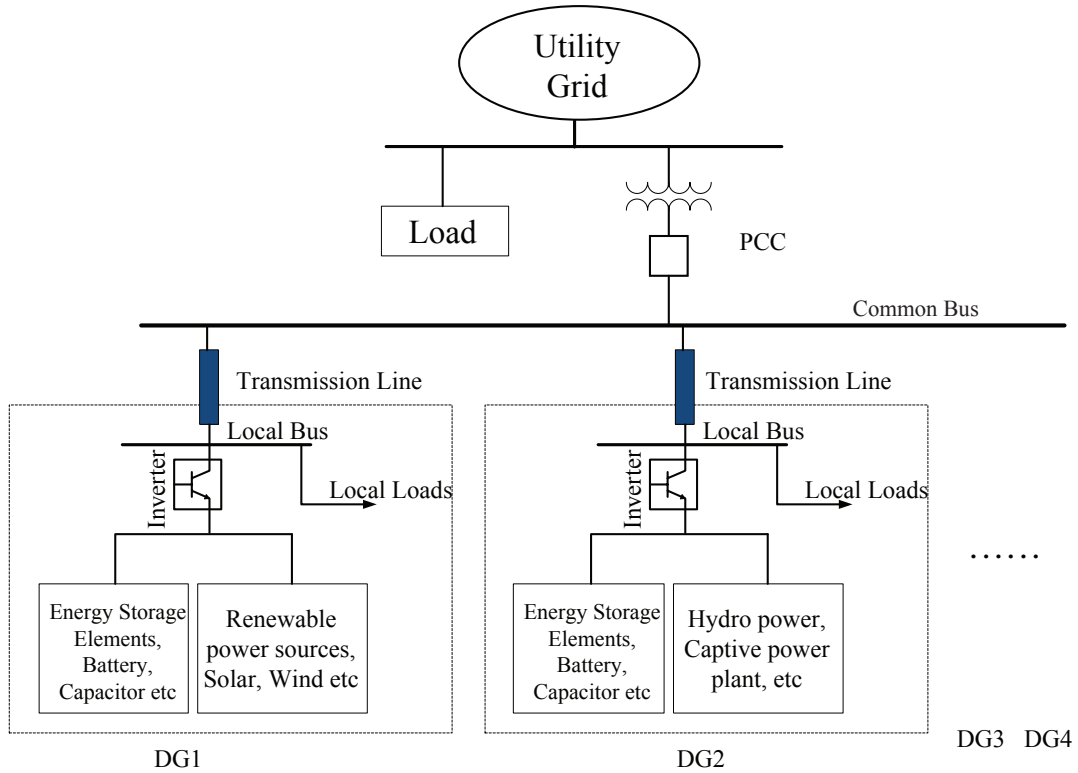 Utility
Grid
Load
PCC
Common Bus
Transmission Line
Transmission Line
Local Bus
Local Bus
Inverter
Local Loads
Inverter
Local Loads
......
Energy Storage
Elements,
Battery,
Capacitor etc
Renewable
power sources,
Solar, Wind etc
Energy Storage
Elements,
Battery,
Capacitor etc
Hydro power,
Captive power
plant, etc
DG1
DG2
DG3 DG4